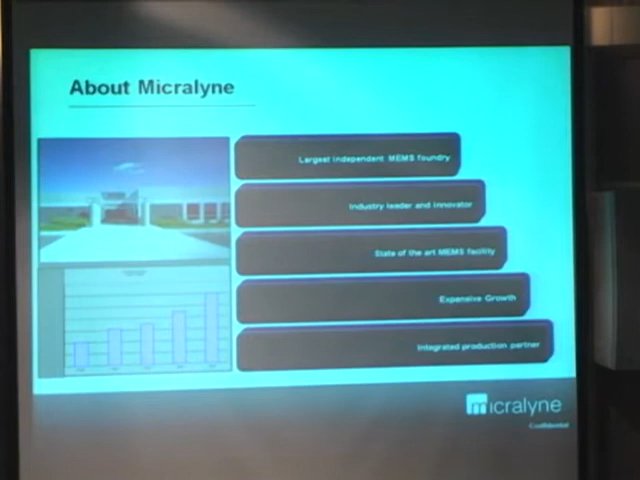 About Micralyne
Largest independent MEMS foundry
Industry leader and innovator
State of the art MEMS facility
Expansive Growth
Integrated production partner
micralyne
Confidential